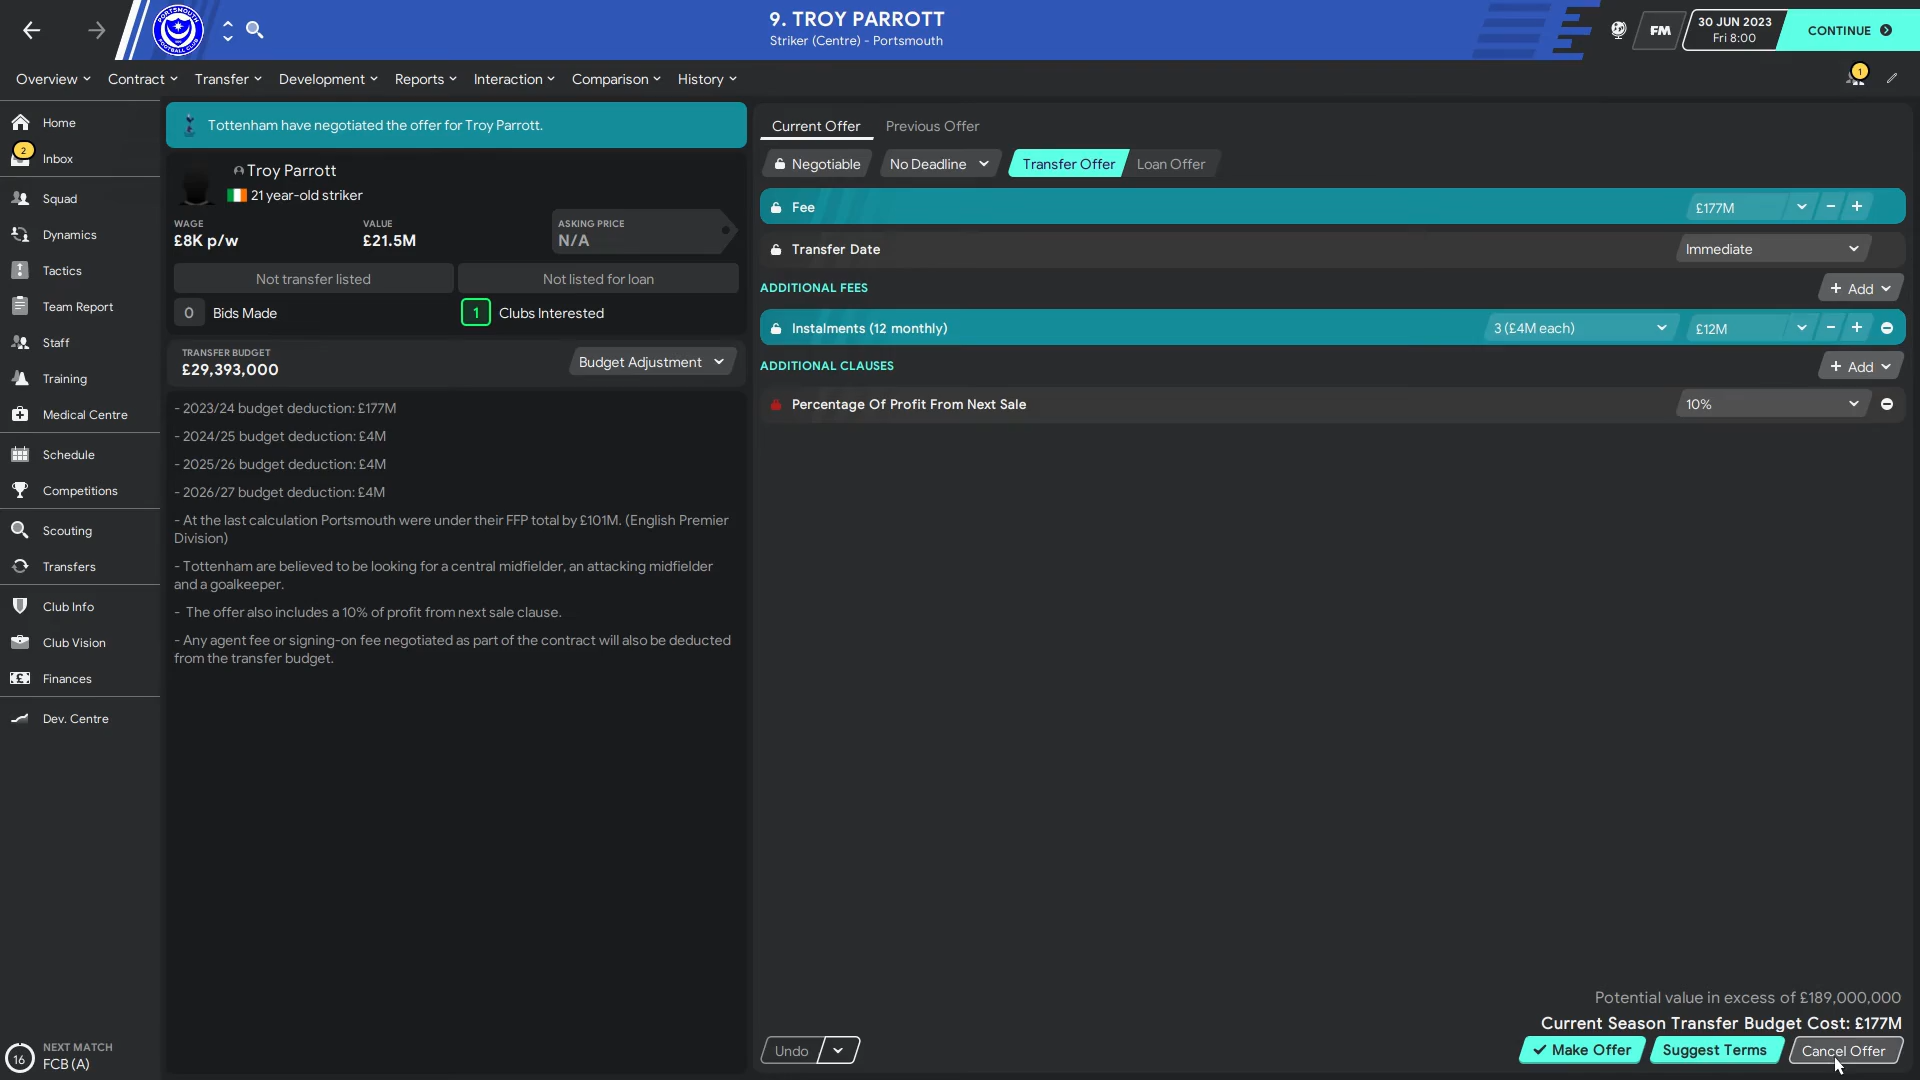 9. TROY PARROTT
Striker (Centre) - Portsmouth
FM
30 JUN 2023
Fri 8:00
CONTINUE
Overview
Contract
Transfer
Development
Reports
Interaction
Comparison
History
1
Home
2
Inbox
Squad
Dynamics
Tactics
Team Report
Staff
Training
Medical Centre
Schedule
Competitions
Scouting
Transfers
Club Info
Club Vision
Finances
Dev. Centre
16
NEXT MATCH
FCB (A)
Tottenham have negotiated the offer for Troy Parrott.
Troy Parrott
21 year-old striker
WAGE
£8K p/w
VALUE
£21.5M
ASKING PRICE
N/A
Not transfer listed
Not listed for loan
0 Bids Made
1 Clubs Interested
TRANSFER BUDGET
£29,393,000
Budget Adjustment
- 2023/24 budget deduction: £177M
- 2024/25 budget deduction: £4M
- 2025/26 budget deduction: £4M
- 2026/27 budget deduction: £4M
- At the last calculation Portsmouth were under their FFP total by £101M. (English Premier
Division)
- Tottenham are believed to be looking for a central midfielder, an attacking midfielder
and a goalkeeper.
- The offer also includes a 10% of profit from next sale clause.
- Any agent fee or signing-on fee negotiated as part of the contract will also be deducted
from the transfer budget.
Current Offer
Previous Offer
Negotiable
No Deadline
Transfer Offer
Loan Offer
Fee
£177M
Transfer Date
Immediate
ADDITIONAL FEES
+ Add
Instalments (12 monthly)
3 (£4M each)
£12M
ADDITIONAL CLAUSES
+ Add
Percentage Of Profit From Next Sale
10%
Potential value in excess of £189,000,000
Current Season Transfer Budget Cost: £177M
Undo
Make Offer
Suggest Terms
Cancel Offer